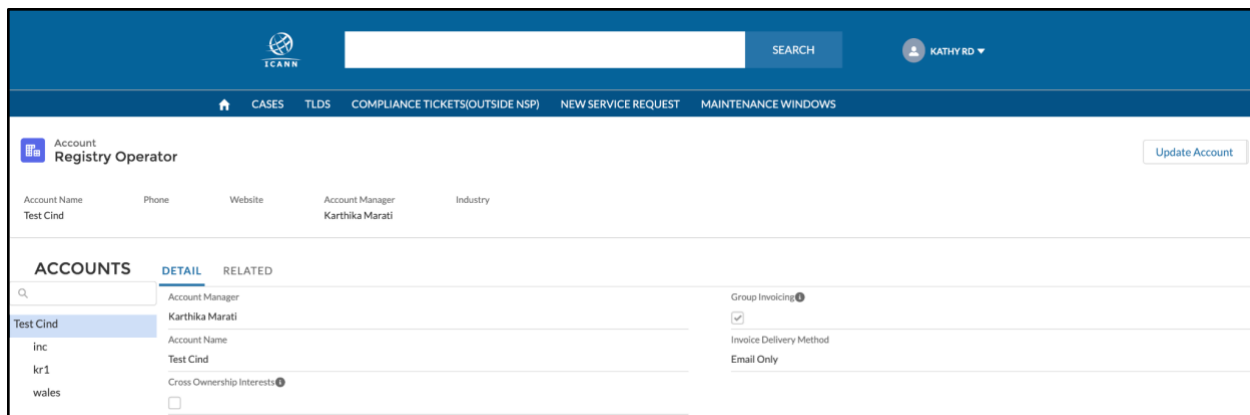 ICANN
SEARCH
KATHY RD
CASES TLDS COMPLIANCE TICKETS(OUTSIDE NSP) NEW SERVICE REQUEST MAINTENANCE WINDOWS
Account
Registry Operator
Update Account
Account Name Phone Website Account Manager Industry
Test Cind Karthika Marati
ACCOUNTS
DETAIL RELATED
Test Cind
inc
kr1
wales
Account Manager
Karthika Marati
Account Name
Test Cind
Cross Ownership Interests
Group Invoicing
Invoice Delivery Method
Email Only